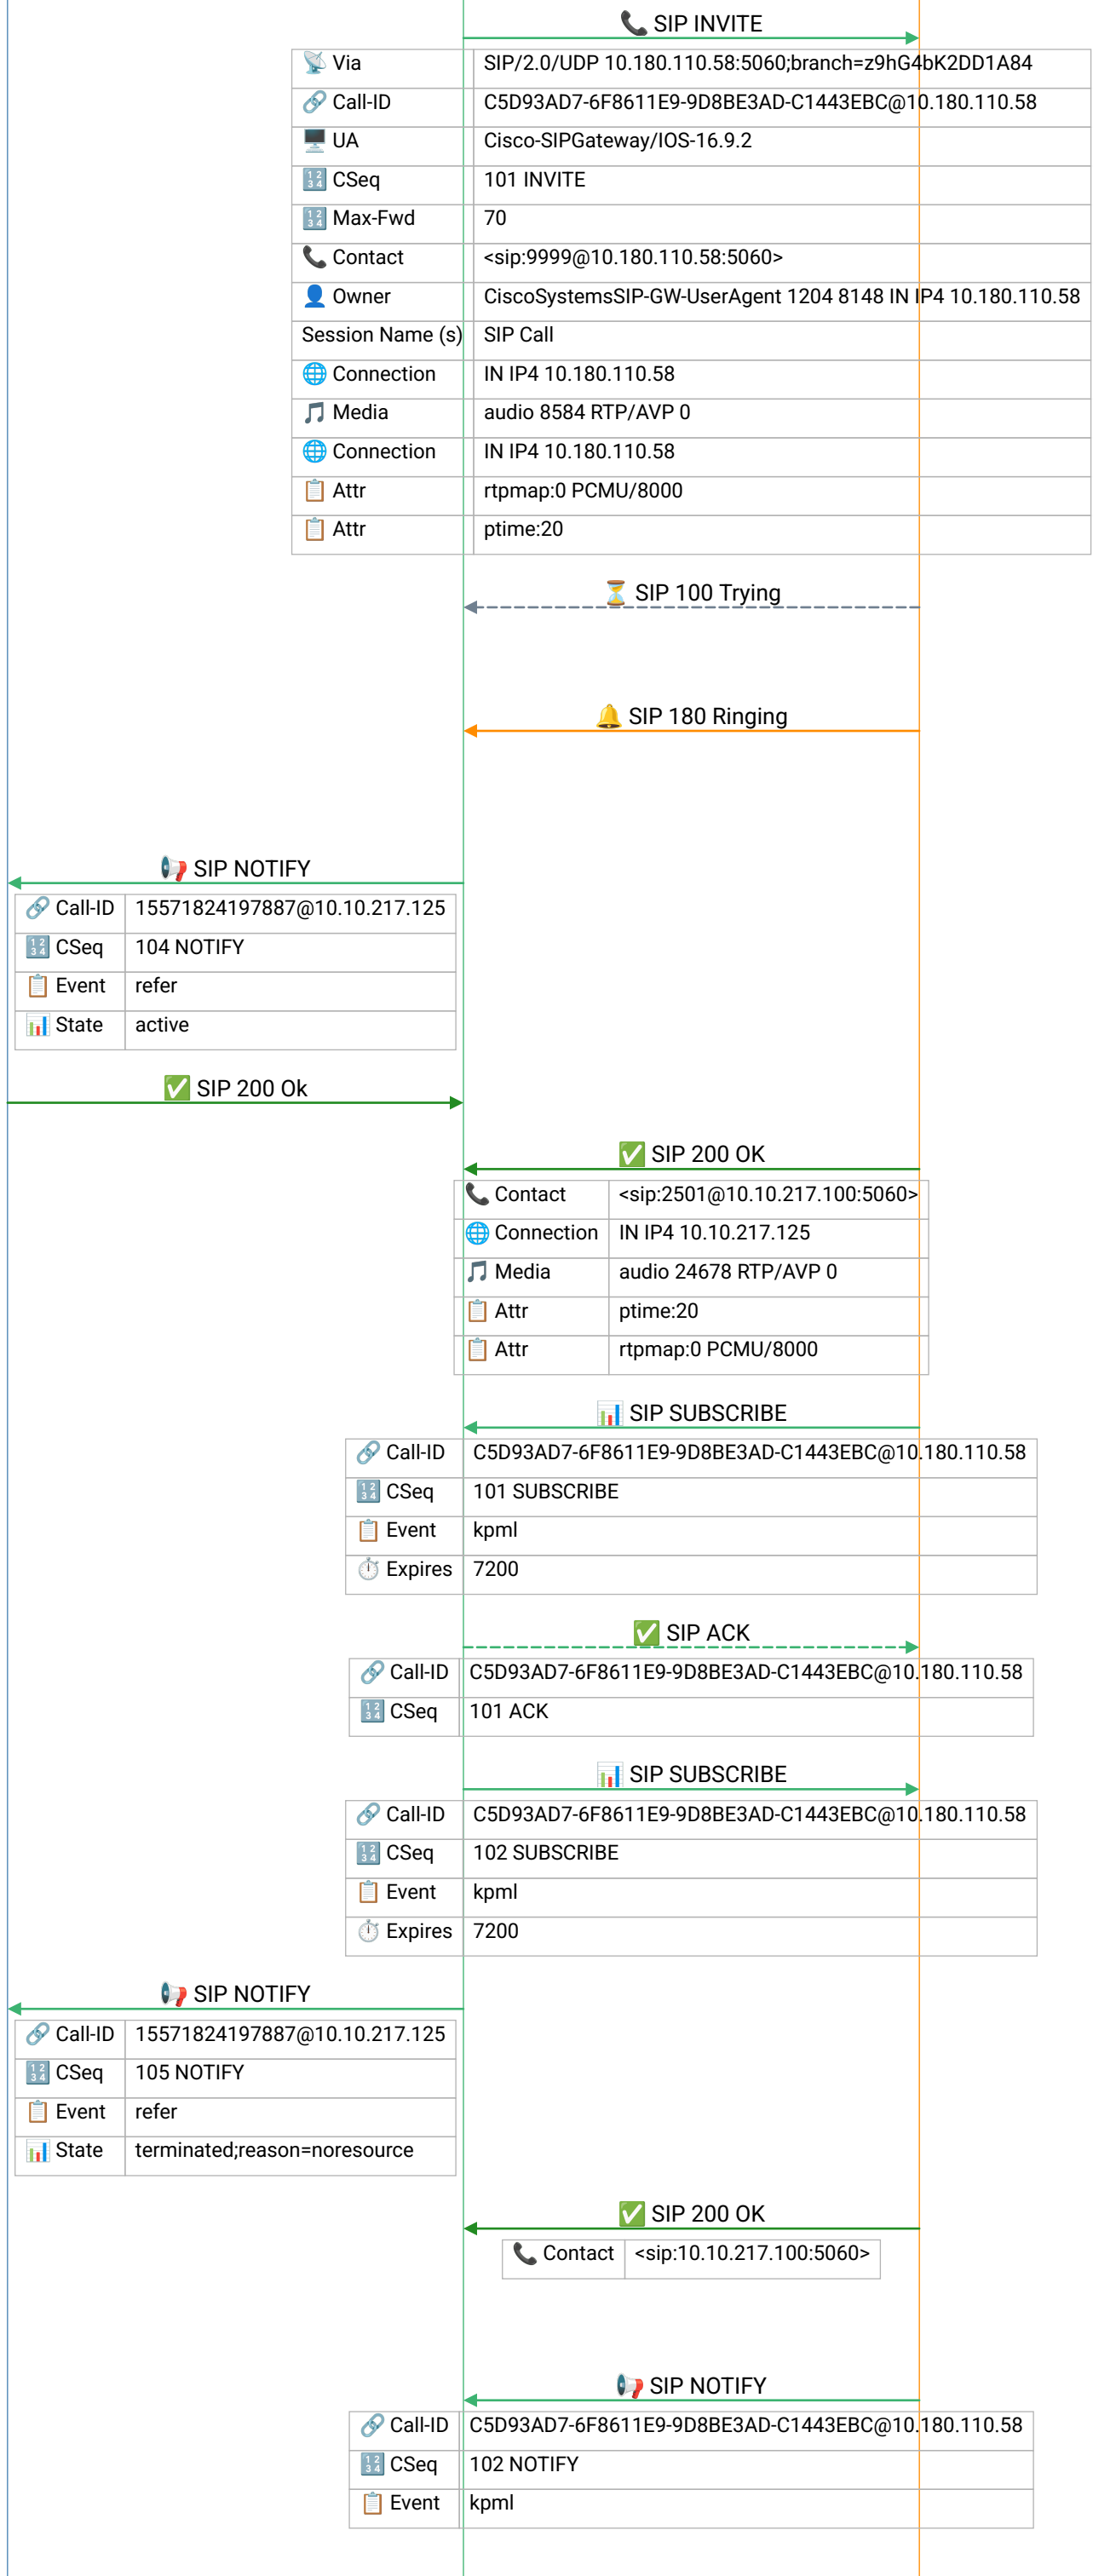 SIP INVITE
Via SIP/2.0/UDP 10.180.110.58:5060;branch=z9hG4bK2DD1A84
Call-ID C5D93AD7-6F8611E9-9D8BE3AD-C1443EBC@10.180.110.58
UA Cisco-SIPGateway/IOS-16.9.2
CSeq 101 INVITE
Max-Fwd 70
Contact <sip:9999@10.180.110.58:5060>
Owner CiscoSystemsSIP-GW-UserAgent 1204 8148 IN IP4 10.180.110.58
Session Name (s) SIP Call
Connection IN IP4 10.180.110.58
Media audio 8584 RTP/AVP 0
Connection IN IP4 10.180.110.58
Attr rtpmap:0 PCMU/8000
Attr ptime:20
SIP 100 Trying
SIP 180 Ringing
SIP NOTIFY
Call-ID 15571824197887@10.10.217.125
CSeq 104 NOTIFY
Event refer
State active
SIP 200 Ok
SIP 200 OK
Contact <sip:2501@10.10.217.100:5060>
Connection IN IP4 10.10.217.125
Media audio 24678 RTP/AVP 0
Attr ptime:20
Attr rtpmap:0 PCMU/8000
SIP SUBSCRIBE
Call-ID C5D93AD7-6F8611E9-9D8BE3AD-C1443EBC@10.180.110.58
CSeq 101 SUBSCRIBE
Event kpml
Expires 7200
SIP ACK
Call-ID C5D93AD7-6F8611E9-9D8BE3AD-C1443EBC@10.180.110.58
CSeq 101 ACK
SIP SUBSCRIBE
Call-ID C5D93AD7-6F8611E9-9D8BE3AD-C1443EBC@10.180.110.58
CSeq 102 SUBSCRIBE
Event kpml
Expires 7200
SIP NOTIFY
Call-ID 15571824197887@10.10.217.125
CSeq 105 NOTIFY
Event refer
State terminated;reason=noresource
SIP 200 OK
Contact <sip:10.10.217.100:5060>
SIP NOTIFY
Call-ID C5D93AD7-6F8611E9-9D8BE3AD-C1443EBC@10.180.110.58
CSeq 102 NOTIFY
Event kpml